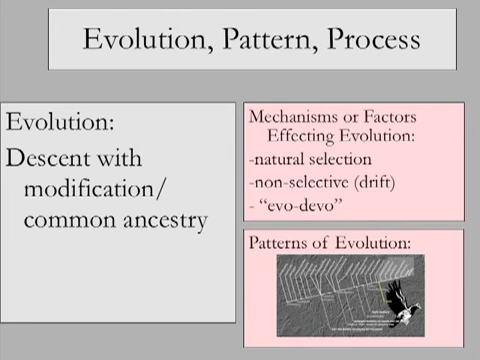 Evolution, Pattern, Process
Evolution:
Descent with
modification/
common ancestry
Mechanisms or Factors
Effecting Evolution:
-natural selection
-non-selective (drift)
- “evo-devo”
Patterns of Evolution: